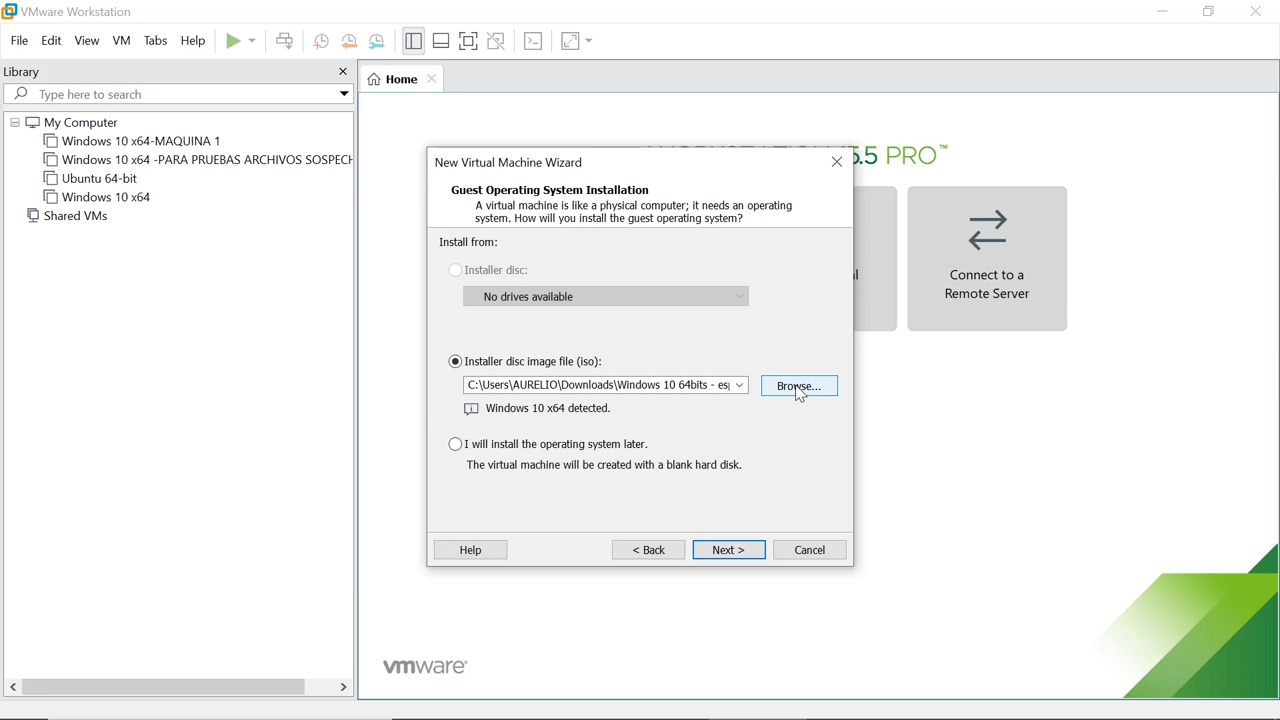 VMware Workstation
File Edit View VM Tabs Help
Library
Type here to search
My Computer
Windows 10 x64-MAQUINA 1
Windows 10 x64 -PARA PRUEBAS ARCHIVOS SOSPECH
Ubuntu 64-bit
Windows 10 x64
Shared VMs
Home
5.5 PRO™
Connect to a
Remote Server
New Virtual Machine Wizard
Guest Operating System Installation
A virtual machine is like a physical computer; it needs an operating
system. How will you install the guest operating system?
Install from:
Installer disc:
No drives available
Installer disc image file (iso):
C:\Users\AURELIO\Downloads\Windows 10 64bits - esp
Browse...
Windows 10 x64 detected.
I will install the operating system later.
The virtual machine will be created with a blank hard disk.
Help < Back Next > Cancel
vmware®